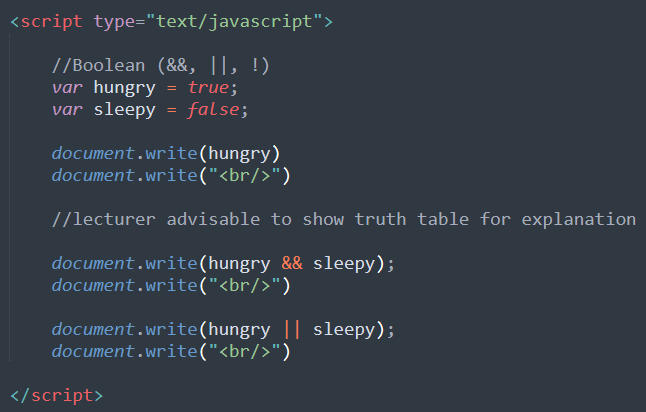 <script type="text/javascript">
//Boolean (&&, ||, !)
var hungry = true;
var sleepy = false;
document.write(hungry)
document.write("<br/>")
//lecturer advisable to show truth table for explanation
document.write(hungry && sleepy);
document.write("<br/>")
document.write(hungry || sleepy);
document.write("<br/>")
</script>